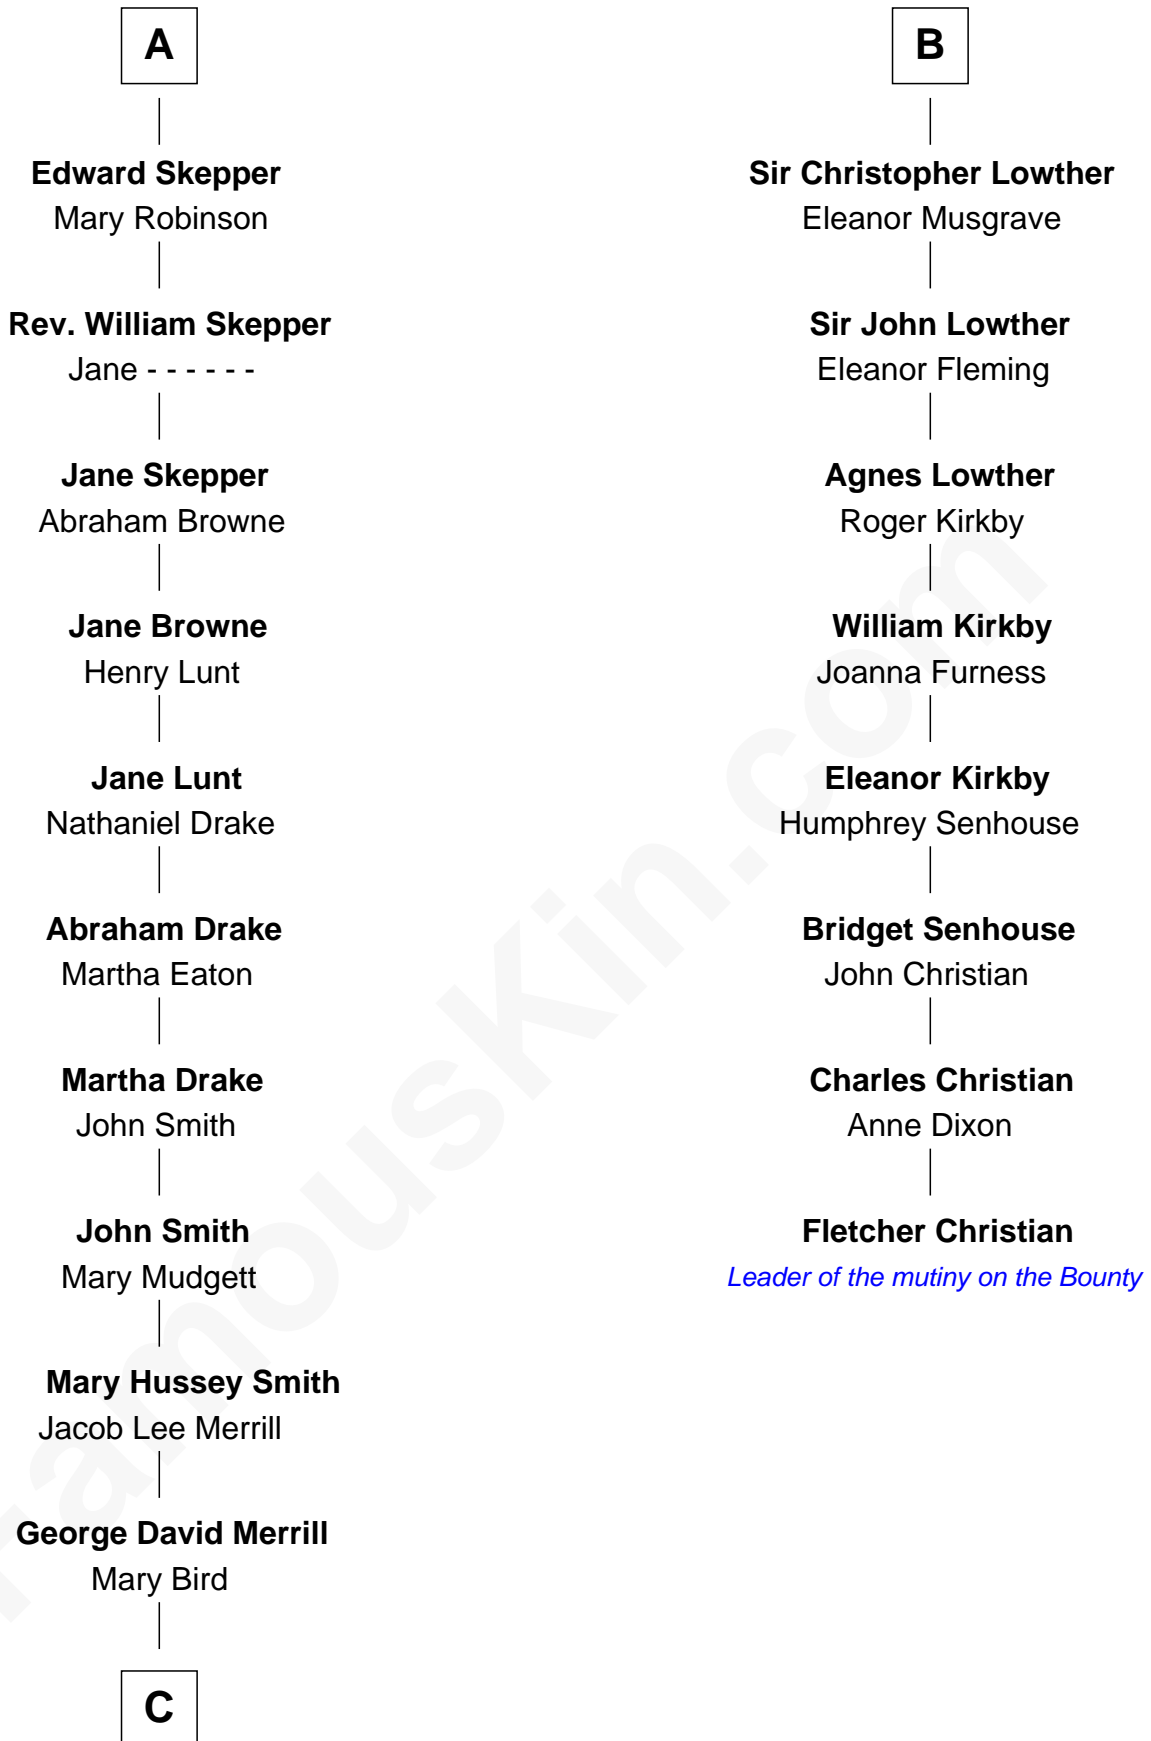 A
Edward Skepper
Mary Robinson
Rev. William Skepper
Jane - - - - - -
Jane Skepper
Abraham Browne
Jane Browne
Henry Lunt
Jane Lunt
Nathaniel Drake
Abraham Drake
Martha Eaton
Martha Drake
John Smith
John Smith
Mary Mudgett
Mary Hussey Smith
Jacob Lee Merrill
George David Merrill
Mary Bird
C
B
Sir Christopher Lowther
Eleanor Musgrave
Sir John Lowther
Eleanor Fleming
Agnes Lowther
Roger Kirkby
William Kirkby
Joanna Furness
Eleanor Kirkby
Humphrey Senhouse
Bridget Senhouse
John Christian
Charles Christian
Anne Dixon
Fletcher Christian
Leader of the mutiny on the Bounty
FamousKin.com